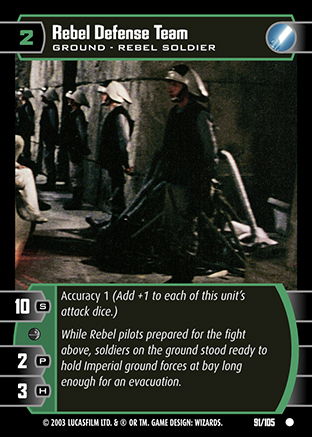 2
Rebel Defense Team
GROUND - REBEL SOLDIER
10 S
Accuracy 1 (Add +1 to each of this unit's
attack dice.)
2 P
3 H
While Rebel pilots prepared for the fight
above, soldiers on the ground stood ready to
hold Imperial ground forces at bay long
enough for an evacuation.
© 2003 LUCASFILM LTD. & ® OR TM. GAME DESIGN: WIZARDS.
91/105